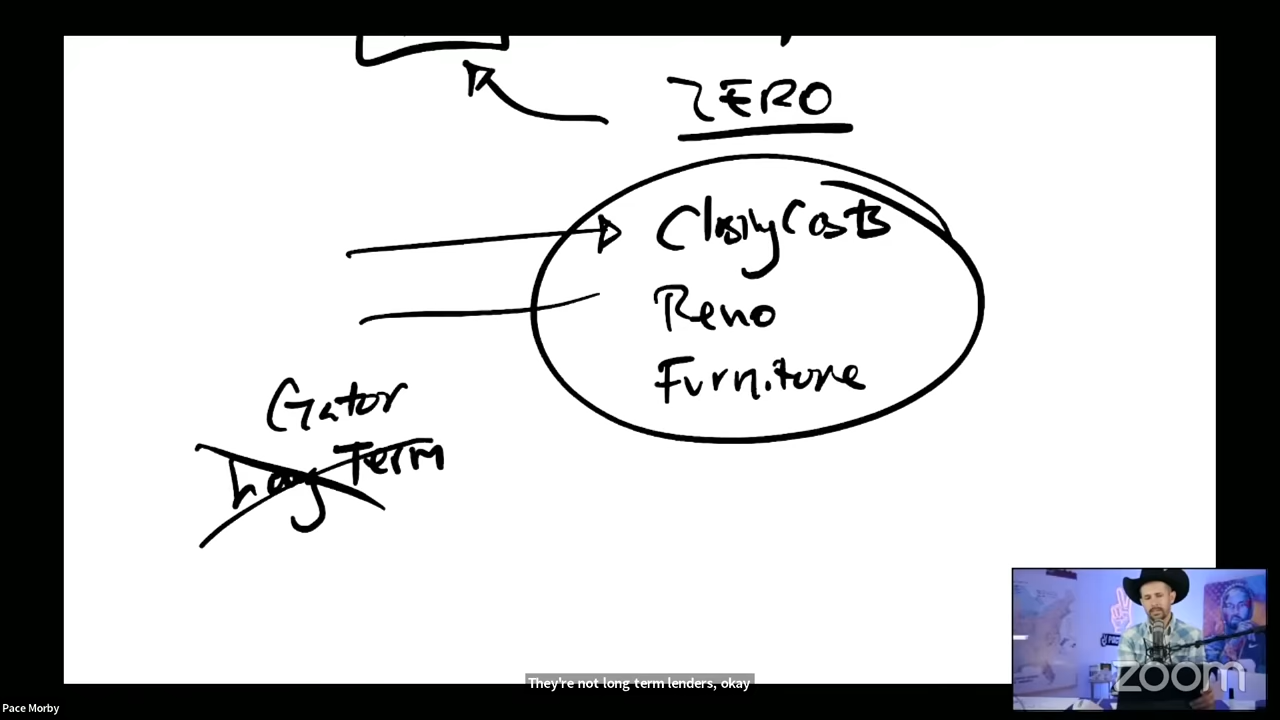 ZERO
Closing Costs
Reno
Furniture
Gator
Long Term
They're not long term lenders, okay
Pace Morby
zoom